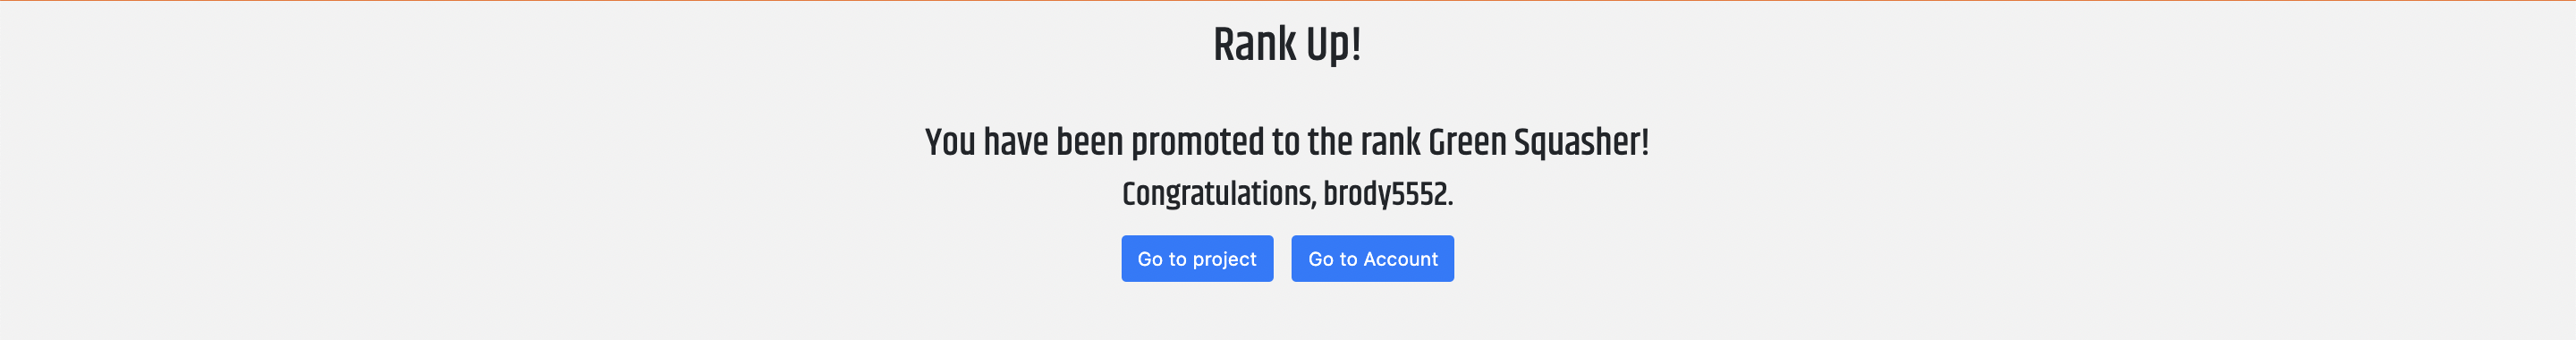 Rank Up!
You have been promoted to the rank Green Squasher!
Congratulations, brody5552.
Go to project
Go to Account